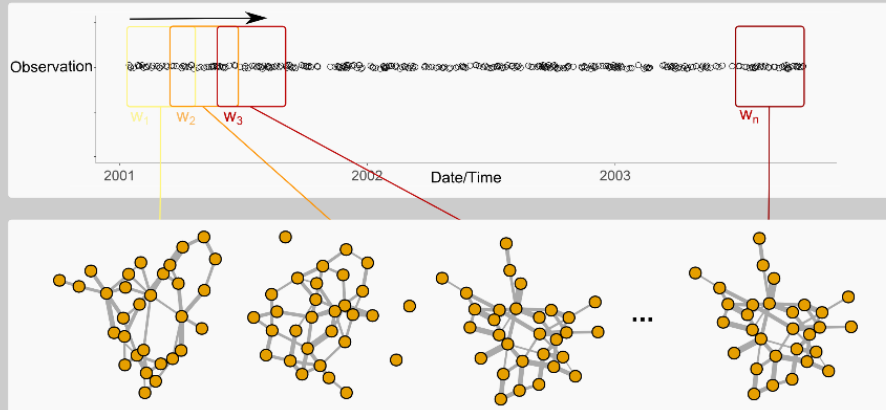 Observation
W₁ W₂ W₃ Wₙ
2001 2002 Date/Time 2003
...